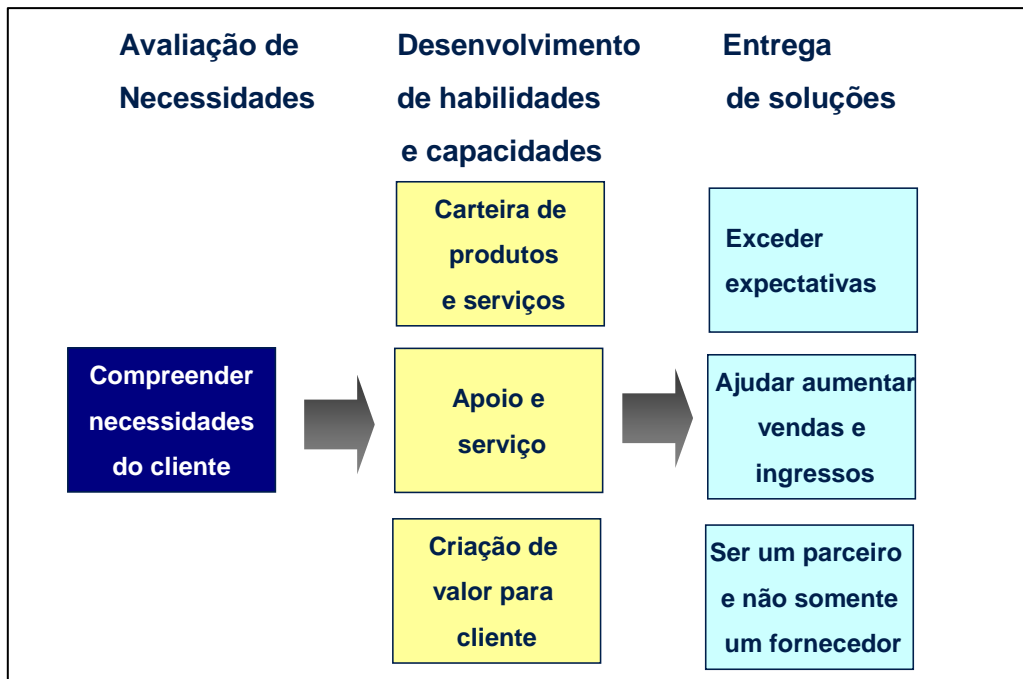 Avaliação de
Necessidades
Desenvolvimento
de habilidades
e capacidades
Entrega
de soluções
Compreender
necessidades
do cliente
Carteira de
produtos
e serviços
Apoio e
serviço
Criação de
valor para
cliente
Exceder
expectativas
Ajudar aumentar
vendas e
ingressos
Ser um parceiro
e não somente
um fornecedor